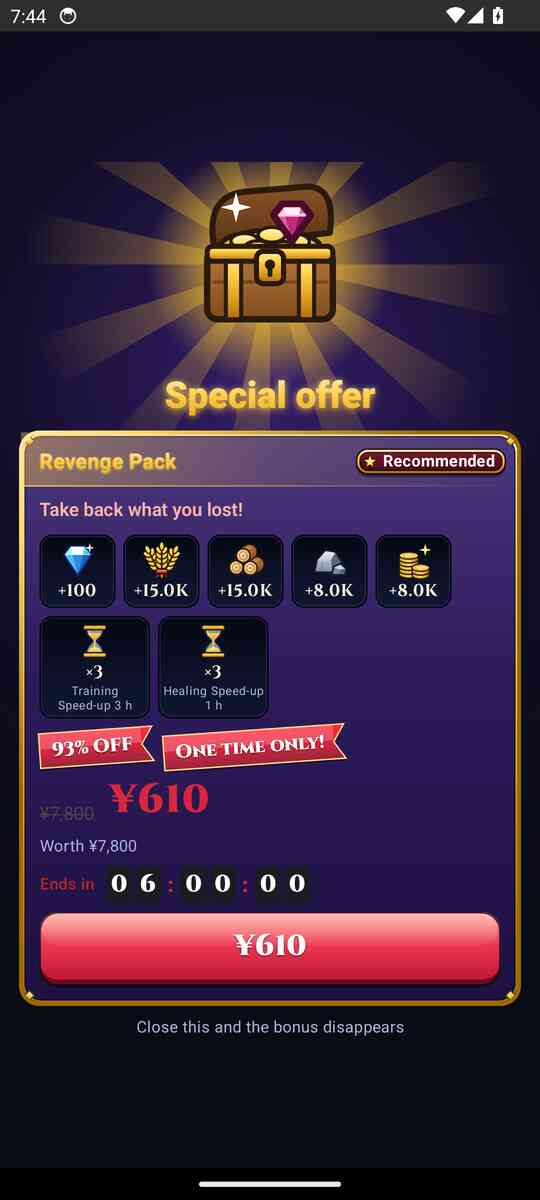 7:44
Special offer
Revenge Pack
★ Recommended
Take back what you lost!
+100
+15.0K
+15.0K
+8.0K
+8.0K
×3
Training
Speed-up 3 h
×3
Healing Speed-up
1 h
93% OFF
ONE TIME ONLY!
¥7,800 ¥610
Worth ¥7,800
Ends in 06:00:00
¥610
Close this and the bonus disappears